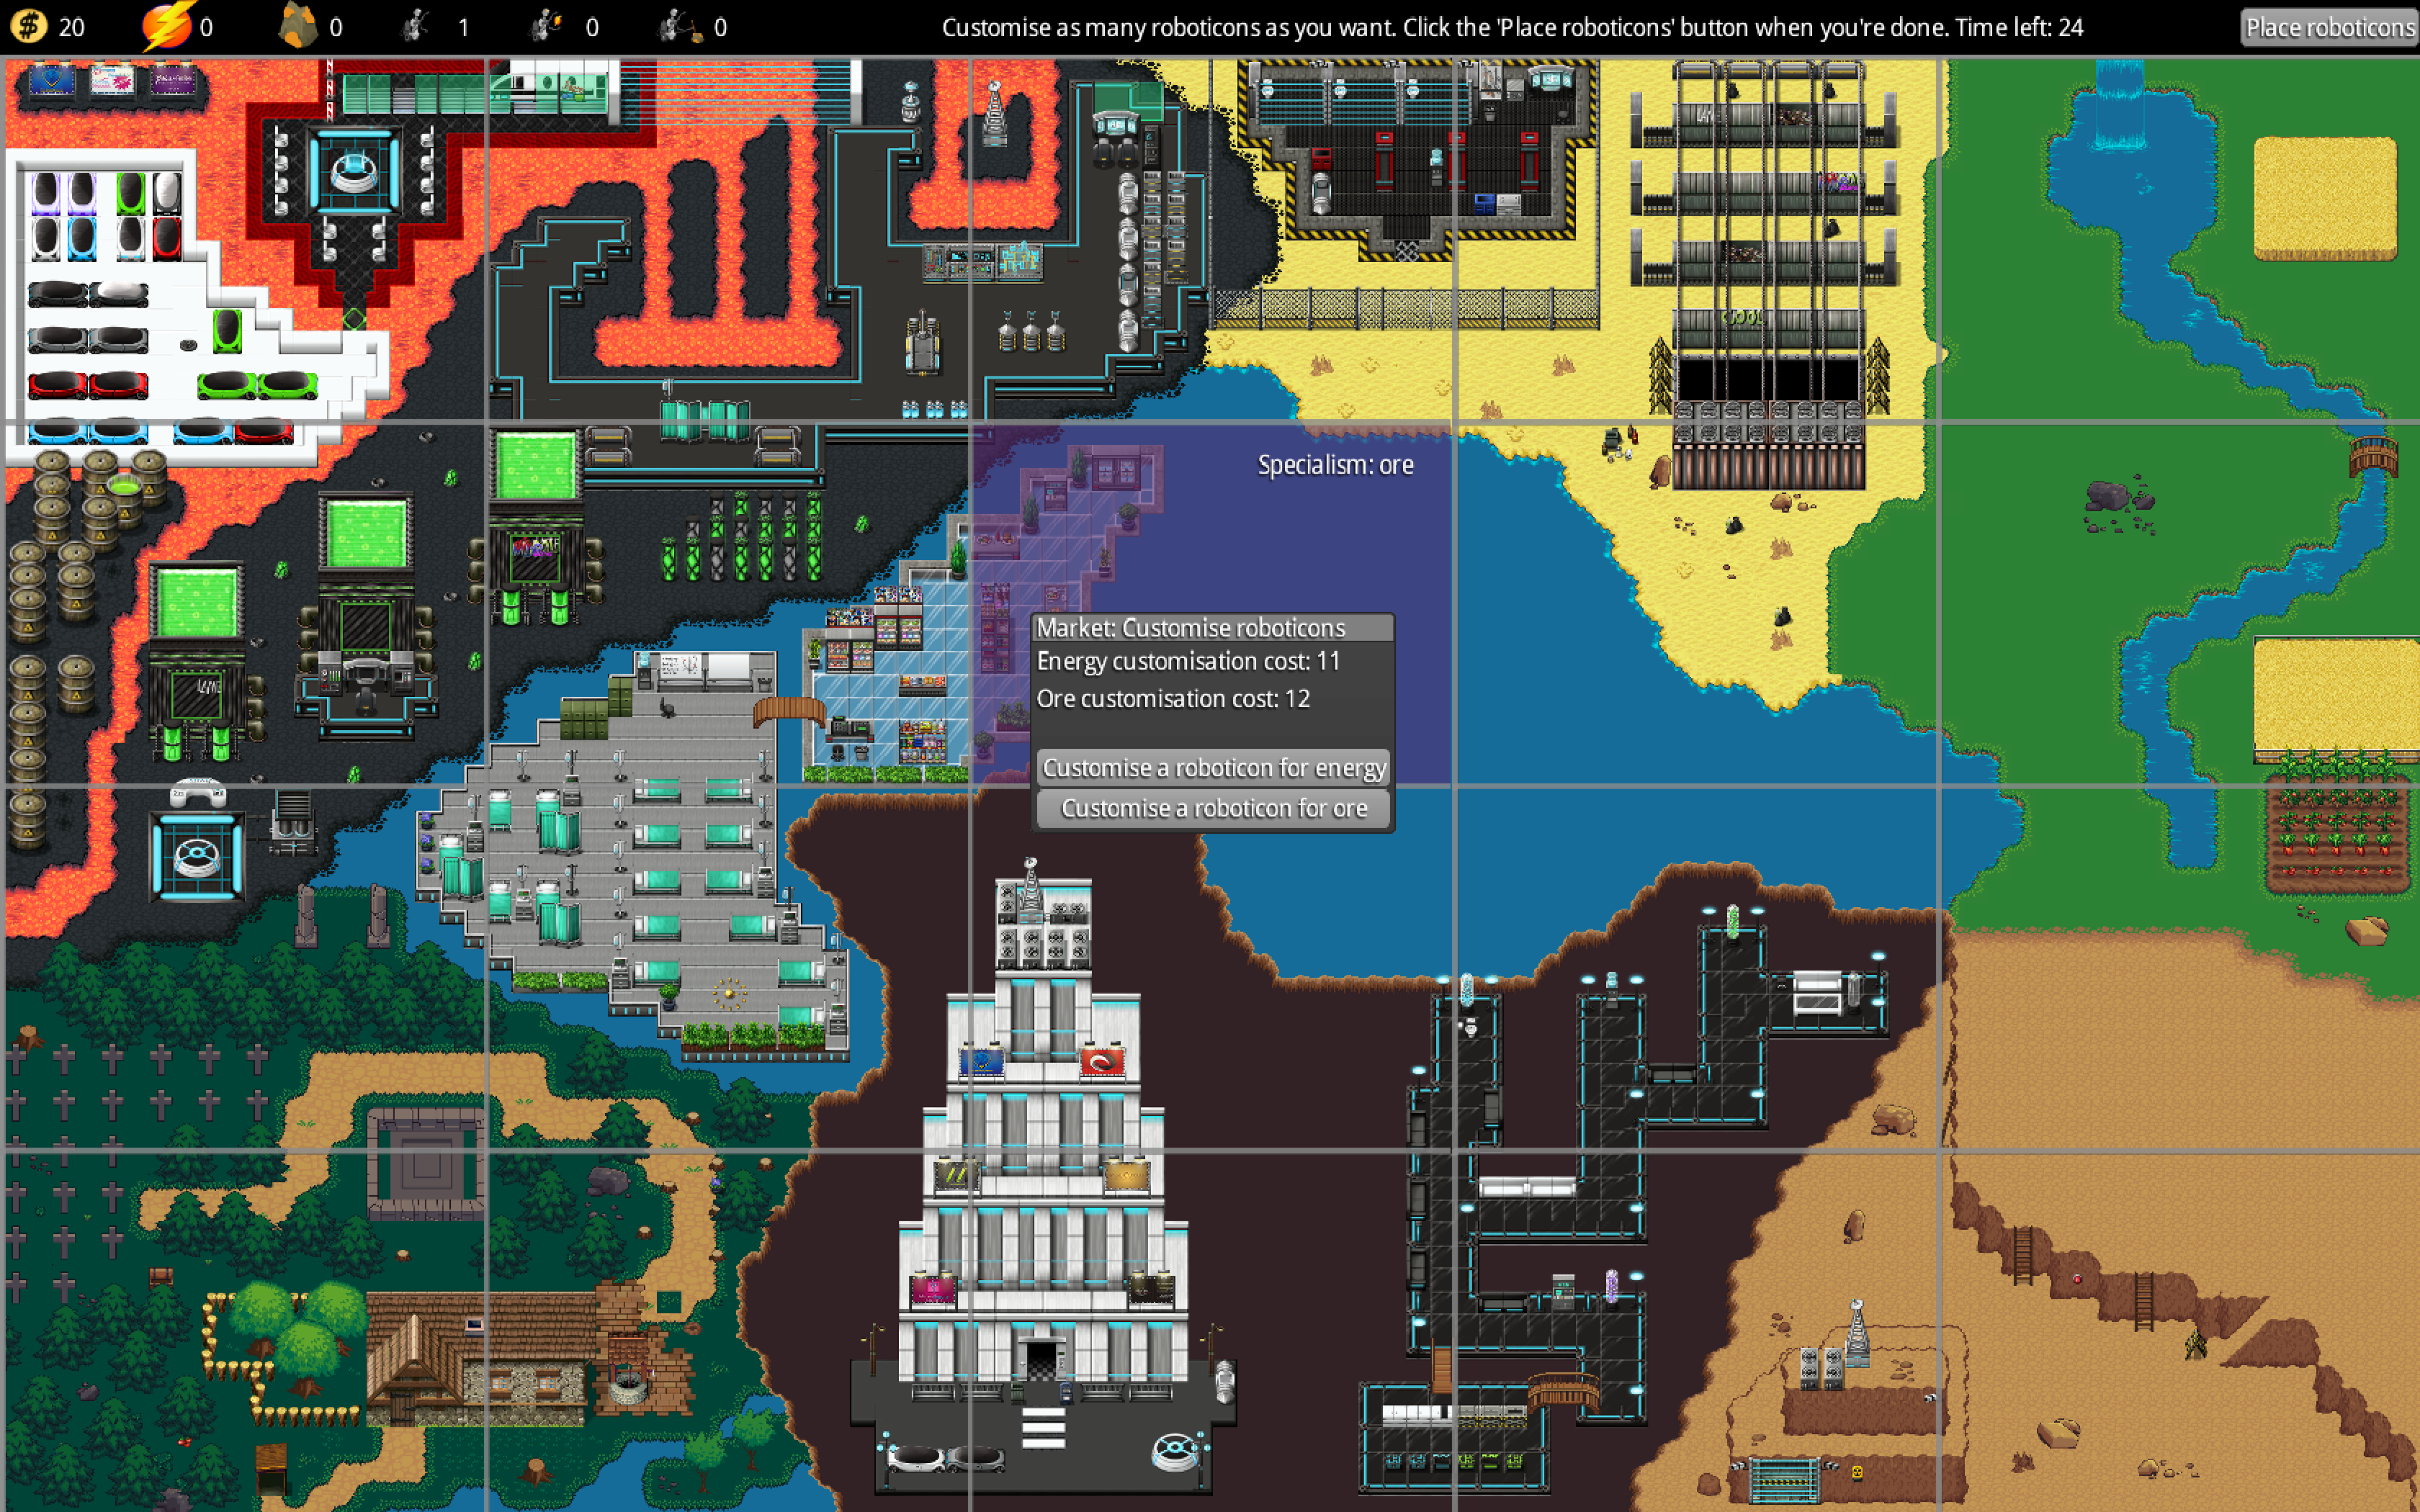 20 0 0 1 0 0 Customise as many roboticons as you want. Click the 'Place roboticons' button when you're done. Time left: 24 Place roboticons
Specialism: ore
Market: Customise roboticons
Energy customisation cost: 11
Ore customisation cost: 12
Customise a roboticon for energy
Customise a roboticon for ore
LAME
COOL